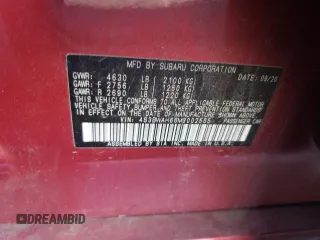 MFD BY SUBARU CORPORATION
GVWR: 4630 LB 2100 KG DATE: 08/20
GAWR: F 2756 LB 1250 KG
GAWR: R 2690 LB 1220 KG
THIS VEHICLE CONFORMS TO ALL APPLICABLE FEDERAL MOTOR
VEHICLE SAFETY, BUMPER, AND THEFT PREVENTION STANDARDS
IN EFFECT ON THE DATE OF MANUFACTURE SHOWN ABOVE.
VIN: PASSENGER CAR
MANUFACTURED BY SIA INC. MADE IN U.S.A.
DREAMBID